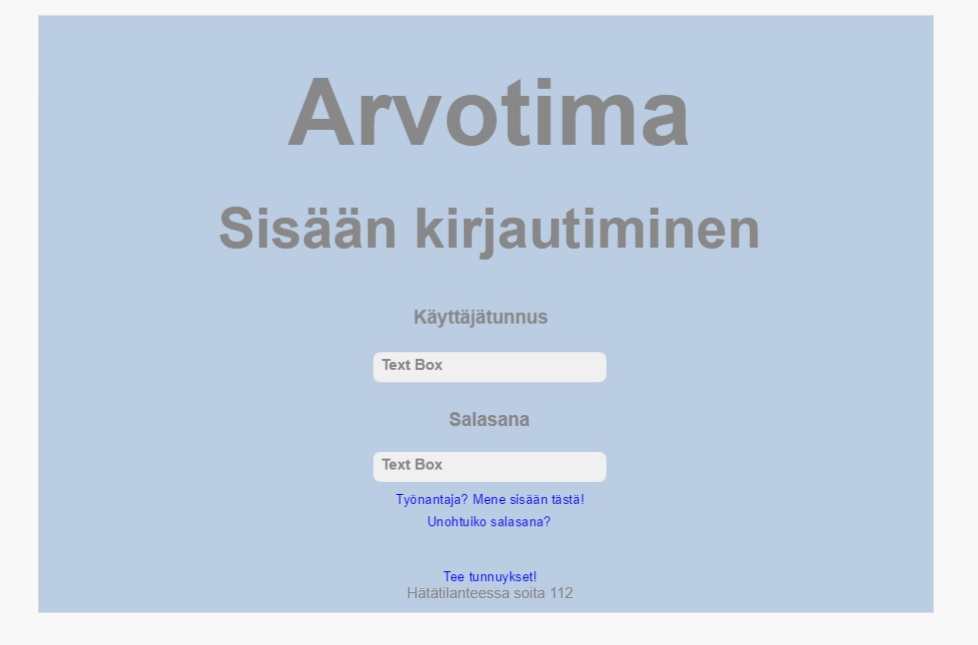 Arvotima
Sisään kirjautiminen
Käyttäjätunnus
Text Box
Salasana
Text Box
Työnantaja? Mene sisään tästä!
Unohtuiko salasana?
Tee tunnuykset!
Hätätilanteessa soita 112